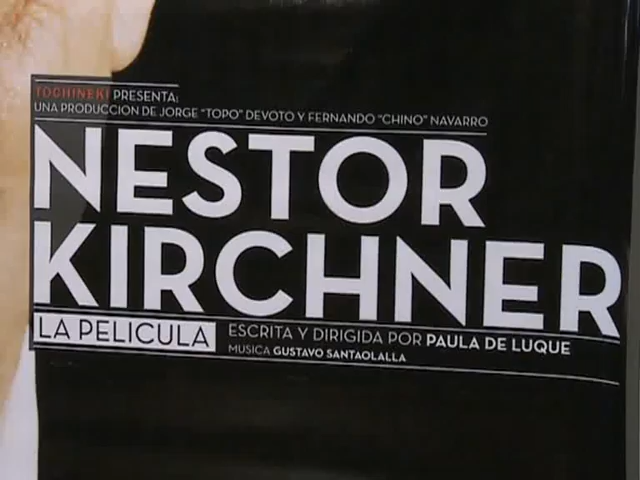 TOCHINEKI PRESENTA:
UNA PRODUCCION DE JORGE "TOPO" DEVOTO Y FERNANDO "CHINO" NAVARRO
NESTOR
KIRCHNER
LA PELICULA
ESCRITA Y DIRIGIDA POR PAULA DE LUQUE
MUSICA GUSTAVO SANTAOLALLA